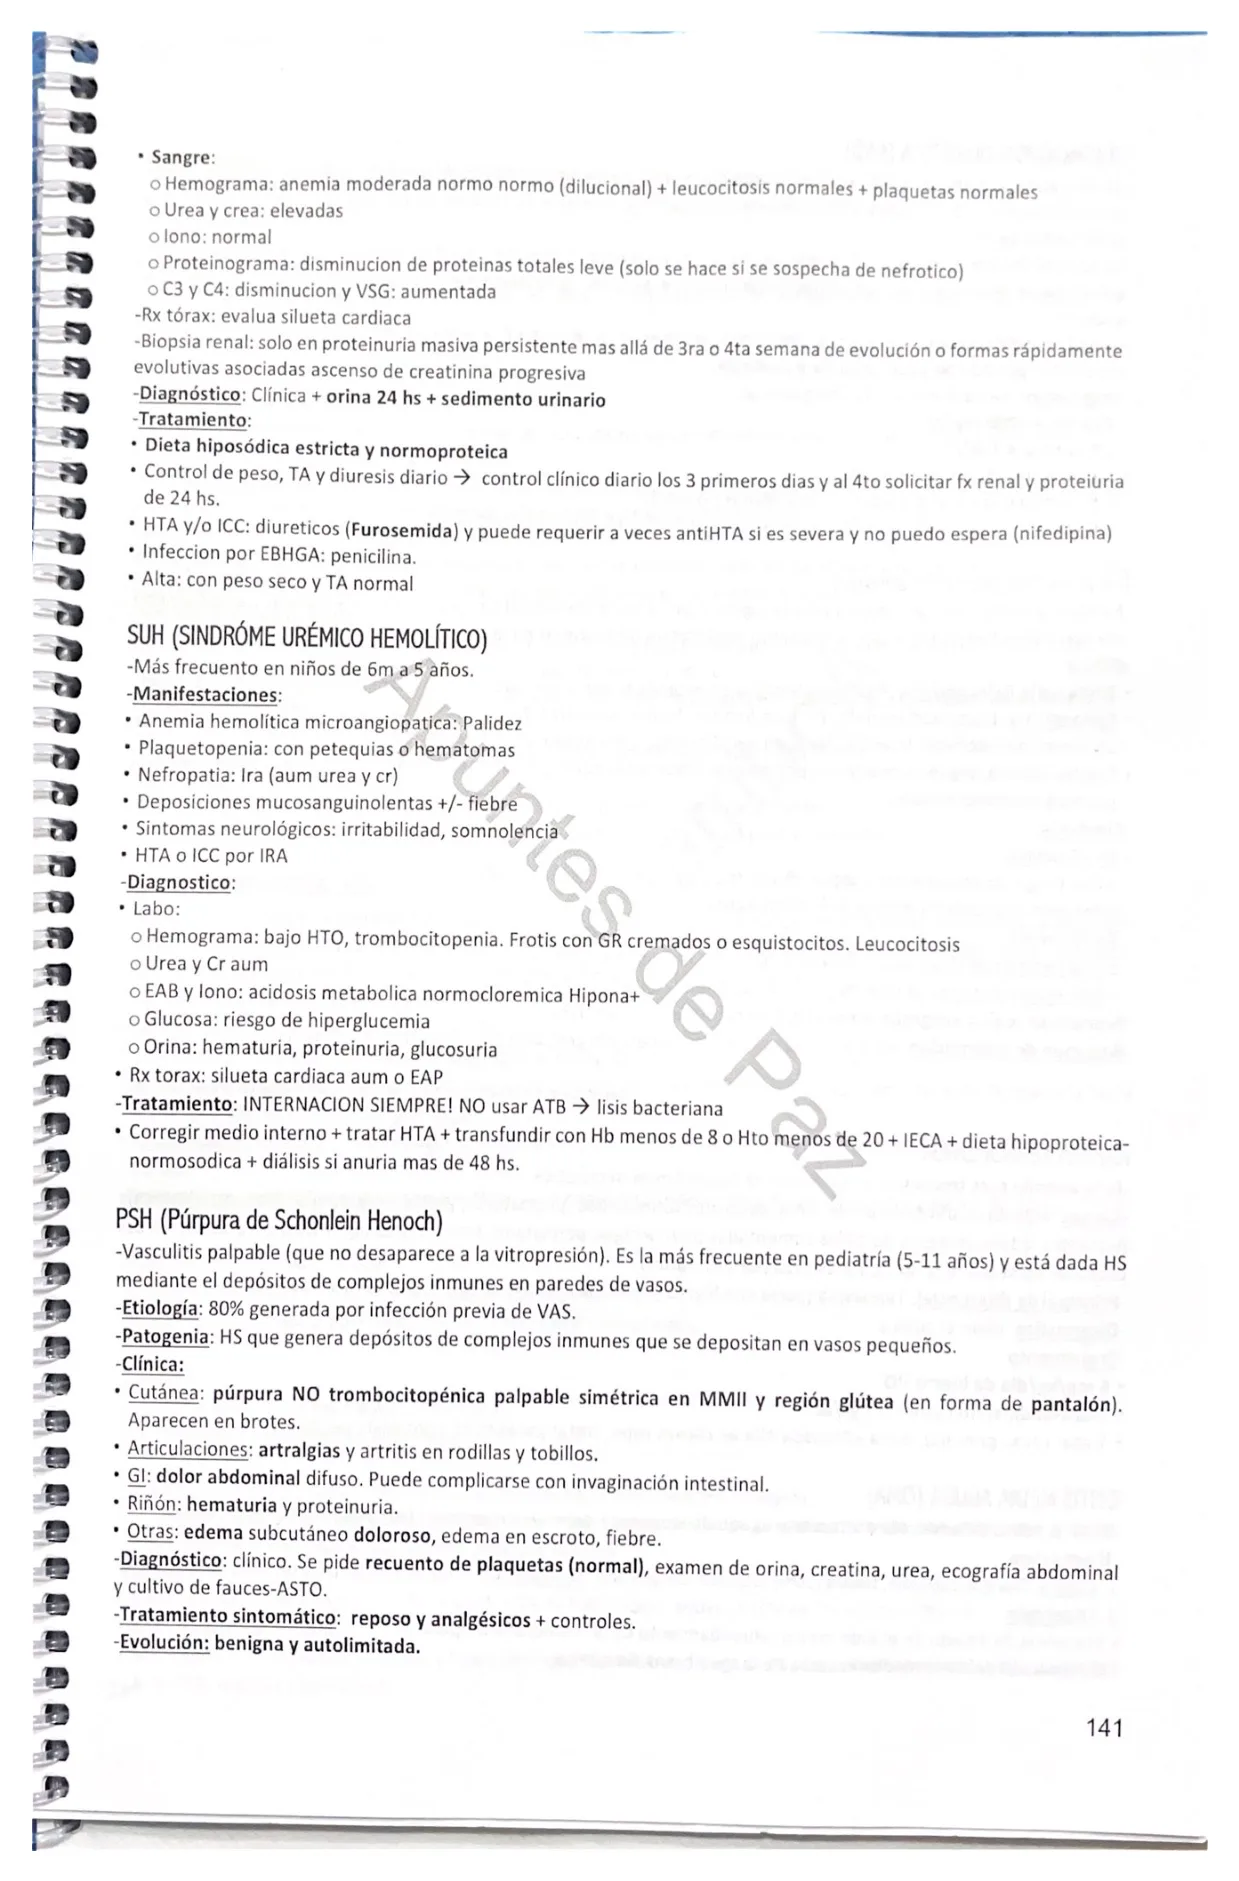 • Sangre:
o Hemograma: anemia moderada normo normo (dilucional) + leucocitosis normales + plaquetas normales
o Urea y crea: elevadas
o Iono: normal
o Proteinograma: disminucion de proteinas totales leve (solo se hace si se sospecha de nefrotico)
o C3 y C4: disminucion y VSG: aumentada
-Rx tórax: evalua silueta cardiaca
-Biopsia renal: solo en proteinuria masiva persistente mas allá de 3ra o 4ta semana de evolución o formas rápidamente
evolutivas asociadas ascenso de creatinina progresiva
-Diagnóstico: Clínica + orina 24 hs + sedimento urinario
-Tratamiento:
• Dieta hiposódica estricta y normoproteica
• Control de peso, TA y diuresis diario → control clínico diario los 3 primeros dias y al 4to solicitar fx renal y proteiuria
de 24 hs.
• HTA y/o ICC: diureticos (Furosemida) y puede requerir a veces antiHTA si es severa y no puedo espera (nifedipina)
• Infeccion por EBHGA: penicilina.
• Alta: con peso seco y TA normal
SUH (SINDRÓME URÉMICO HEMOLÍTICO)
-Más frecuento en niños de 6m a 5 años.
-Manifestaciones:
• Anemia hemolítica microangiopatica: Palidez
• Plaquetopenia: con petequias o hematomas
• Nefropatia: Ira (aum urea y cr)
• Deposiciones mucosanguinolentas +/- fiebre
• Sintomas neurológicos: irritabilidad, somnolencia
• HTA o ICC por IRA
-Diagnostico:
• Labo:
o Hemograma: bajo HTO, trombocitopenia. Frotis con GR cremados o esquistocitos. Leucocitosis
o Urea y Cr aum
o EAB y Iono: acidosis metabolica normocloremica Hipona+
o Glucosa: riesgo de hiperglucemia
o Orina: hematuria, proteinuria, glucosuria
• Rx torax: silueta cardiaca aum o EAP
-Tratamiento: INTERNACION SIEMPRE! NO usar ATB → lisis bacteriana
• Corregir medio interno + tratar HTA + transfundir con Hb menos de 8 o Hto menos de 20 + IECA + dieta hipoproteica-
normosodica + diálisis si anuria mas de 48 hs.
PSH (Púrpura de Schonlein Henoch)
-Vasculitis palpable (que no desaparece a la vitropresión). Es la más frecuente en pediatría (5-11 años) y está dada HS
mediante el depósitos de complejos inmunes en paredes de vasos.
-Etiología: 80% generada por infección previa de VAS.
-Patogenia: HS que genera depósitos de complejos inmunes que se depositan en vasos pequeños.
-Clínica:
• Cutánea: púrpura NO trombocitopénica palpable simétrica en MMII y región glútea (en forma de pantalón).
Aparecen en brotes.
• Articulaciones: artralgias y artritis en rodillas y tobillos.
• GI: dolor abdominal difuso. Puede complicarse con invaginación intestinal.
• Riñón: hematuria y proteinuria.
• Otras: edema subcutáneo doloroso, edema en escroto, fiebre.
-Diagnóstico: clínico. Se pide recuento de plaquetas (normal), examen de orina, creatina, urea, ecografía abdominal
y cultivo de fauces-ASTO.
-Tratamiento sintomático: reposo y analgésicos + controles.
-Evolución: benigna y autolimitada.
141
Apuntes de Paz